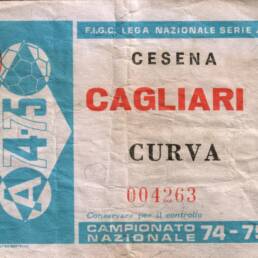 F.I.G.C. LEGA NAZIONALE SERIE
CESENA
CAGLIARI
CURVA
004263
Conservare per il controllo
CAMPIONATO
NAZIONALE 74-75
A 74-75